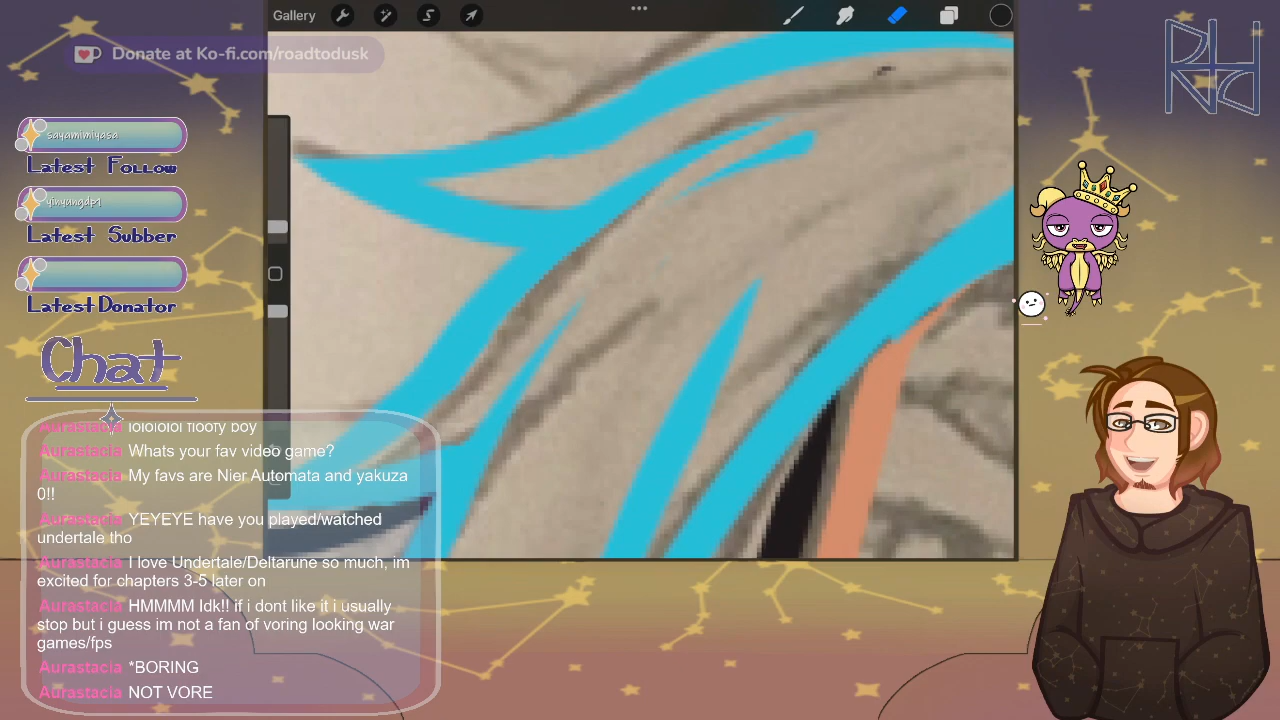 Gallery
Donate at Ko-fi.com/roadtodusk
sayamimiyasa
Latest Follow
yinyangdp1
Latest Subber
Latest Donator
Chat
Aurastacia lolololol floofy boy
Aurastacia Whats your fav video game?
Aurastacia My favs are Nier Automata and yakuza
0!!
Aurastacia YEYEYE have you played/watched
undertale tho
Aurastacia I love Undertale/Deltarune so much, im
excited for chapters 3-5 later on
Aurastacia HMMMM Idk!! if i dont like it i usually
stop but i guess im not a fan of voring looking war
games/fps
Aurastacia *BORING
Aurastacia NOT VORE